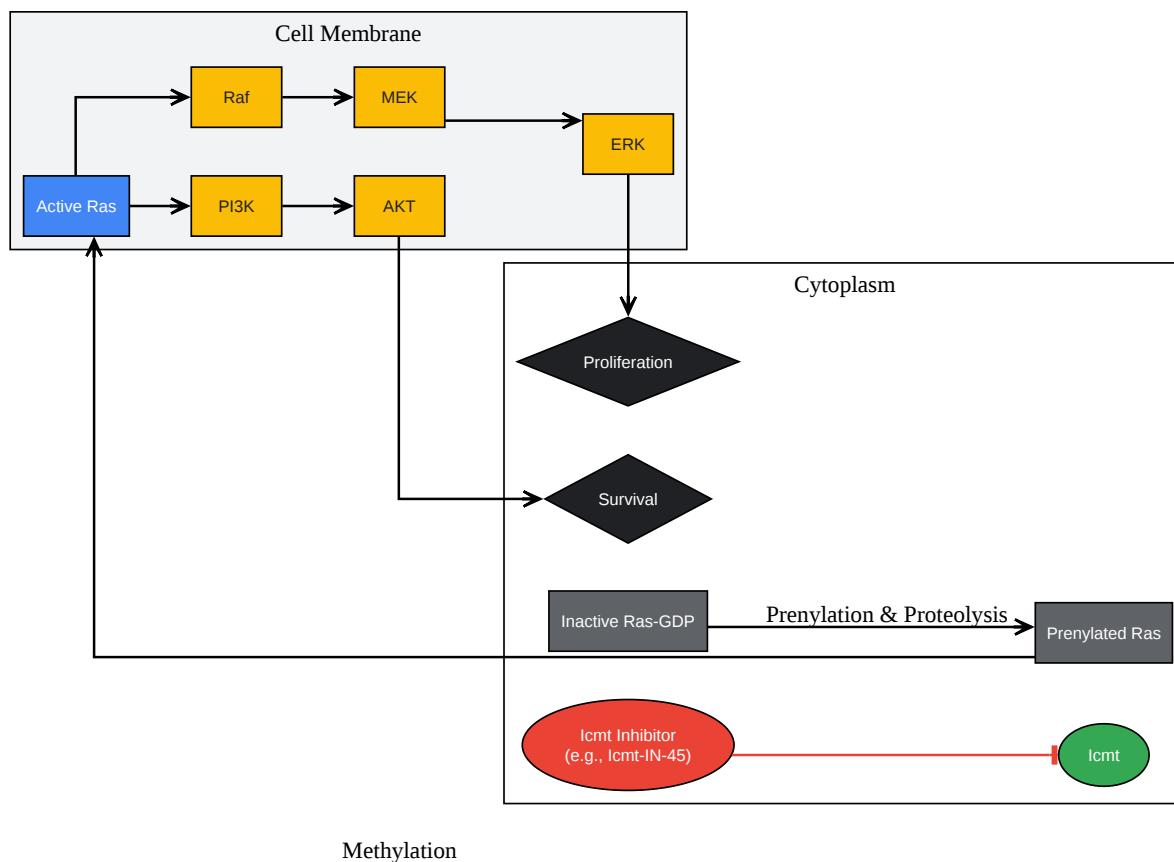 Cell Membrane
Raf
MEK
ERK
Active Ras
PI3K
AKT
Cytoplasm
Proliferation
Survival
Inactive Ras-GDP
Prenylation & Proteolysis
Prenylated Ras
Icmt Inhibitor
(e.g., Icmt-IN-45)
Icmt
Methylation